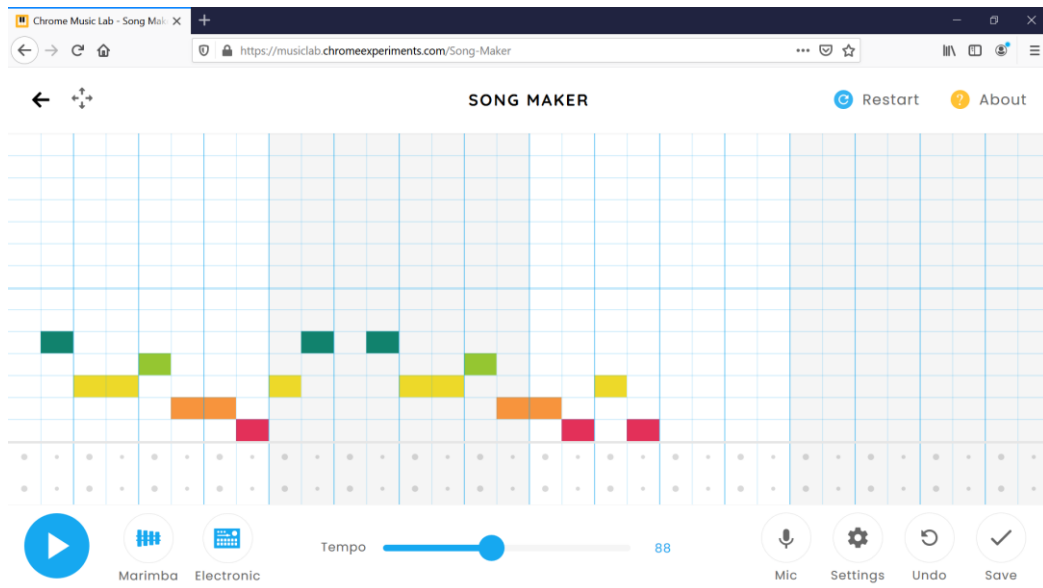 Chrome Music Lab - Song Make
https://musiclab.chromeexperiments.com/Song-Maker
SONG MAKER
Restart
? About
Tempo
88
Marimba
Electronic
Mic
Settings
Undo
Save